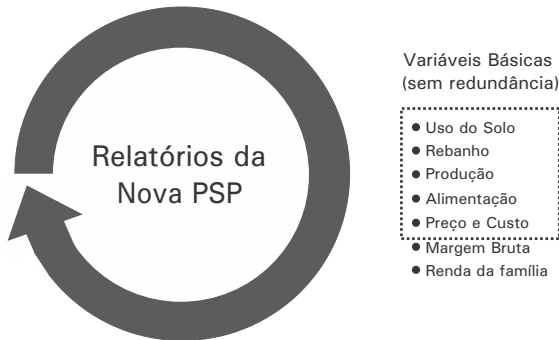 Relatórios da
Nova PSP
Variáveis Básicas
(sem redundância)
● Uso do Solo
● Rebanho
● Produção
● Alimentação
● Preço e Custo
● Margem Bruta
● Renda da família